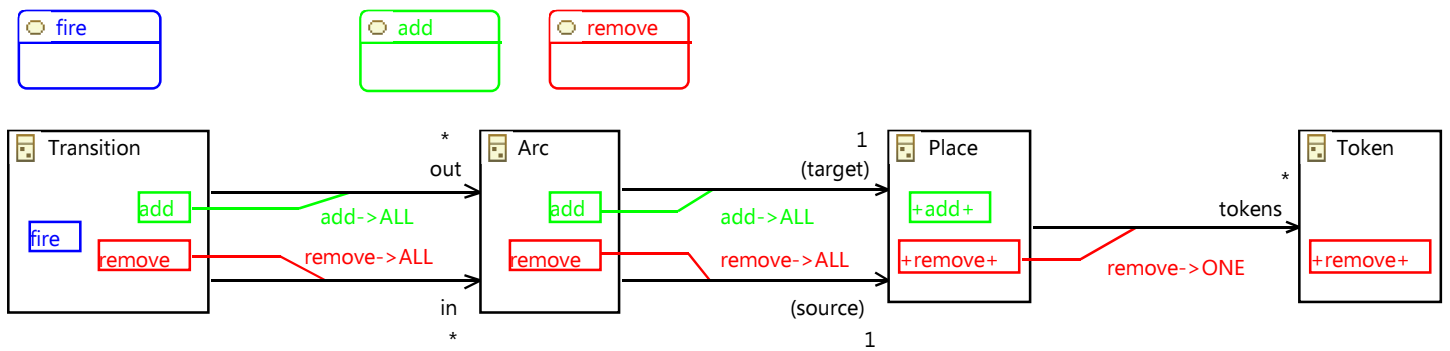 fire
add
remove
Transition
*
out
Arc
1
(target)
Place
Token
*
tokens
add
add->ALL
add
add->ALL
+add+
fire
remove
remove->ALL
remove
remove->ALL
+remove+
remove->ONE
+remove+
in
*
(source)
1